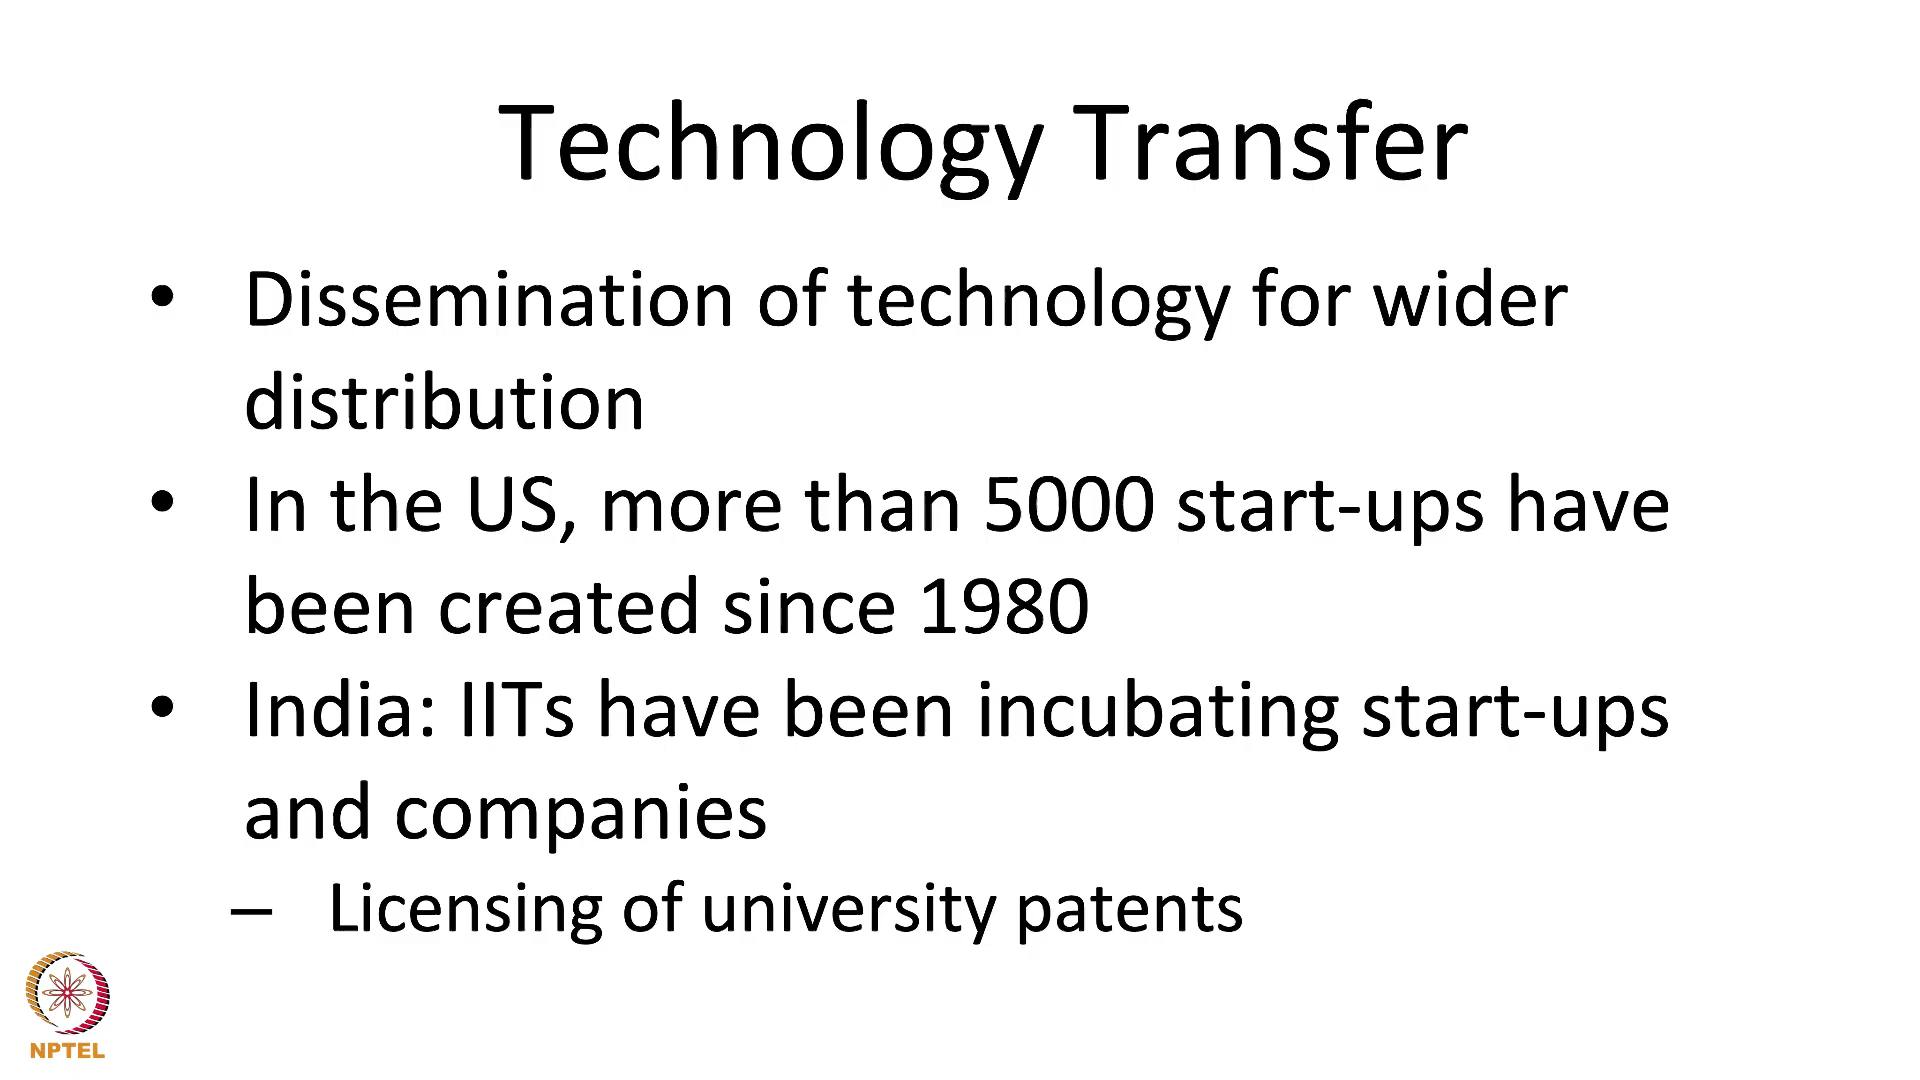 Technology Transfer
• Dissemination of technology for wider
distribution
• In the US, more than 5000 start-ups have
been created since 1980
• India: IITs have been incubating start-ups
and companies
– Licensing of university patents
NPTEL